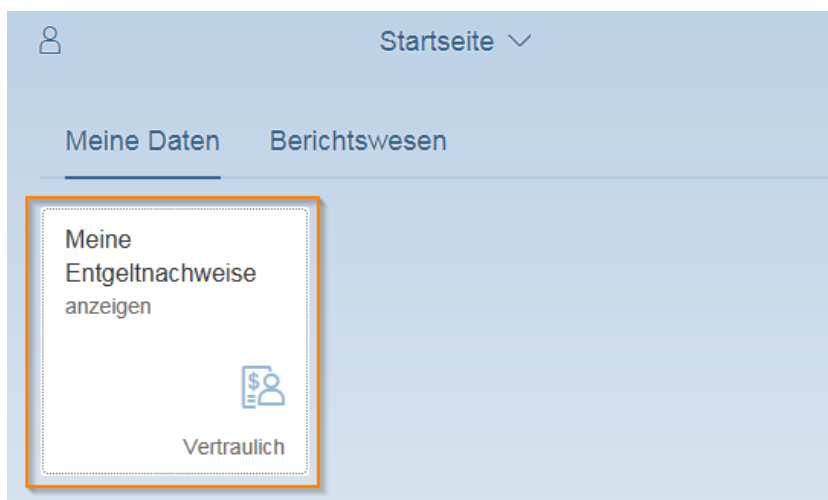 Startseite
Meine Daten Berichtswesen
Meine
Entgeltnachweise
anzeigen
$
Vertraulich